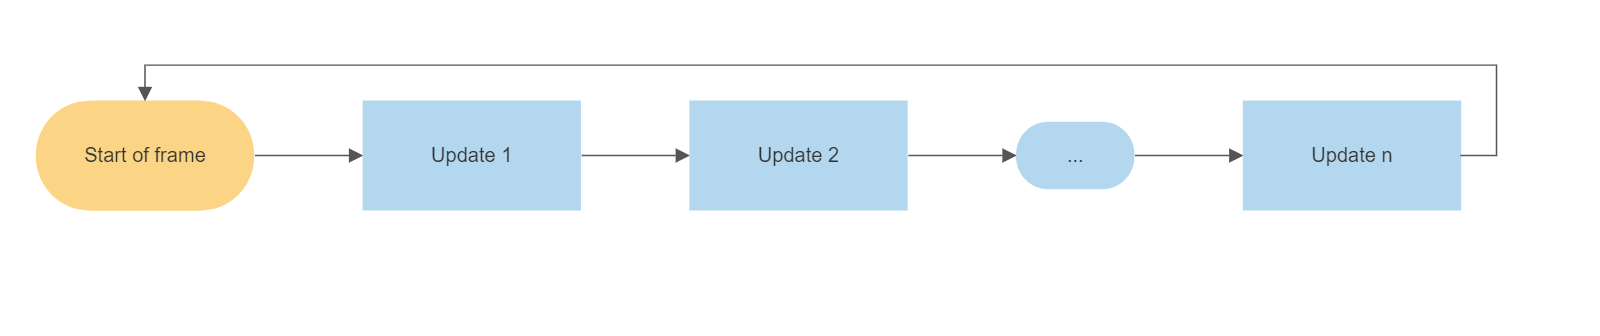 Start of frame
Update 1
Update 2
...
Update n